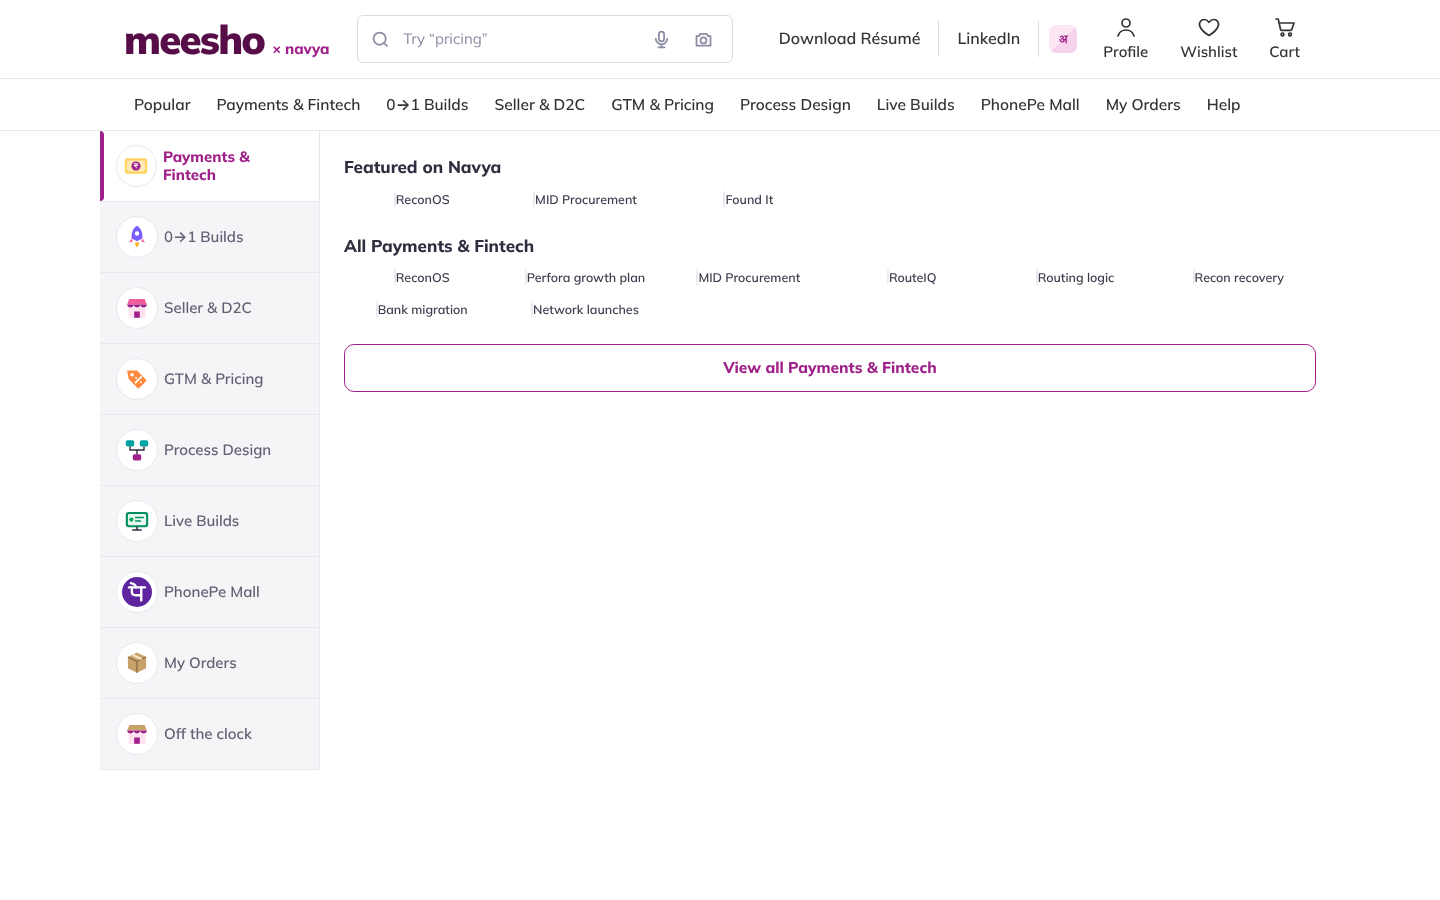 meesho × navya
Try “pricing”
Download Résumé
LinkedIn
अ
Profile
Wishlist
Cart
Popular
Payments & Fintech
0→1 Builds
Seller & D2C
GTM & Pricing
Process Design
Live Builds
PhonePe Mall
My Orders
Help
Payments &
Fintech
0→1 Builds
Seller & D2C
GTM & Pricing
Process Design
Live Builds
पे
PhonePe Mall
My Orders
Off the clock
Featured on Navya
ReconOS
MID Procurement
Found It
All Payments & Fintech
ReconOS
Perfora growth plan
MID Procurement
RouteIQ
Routing logic
Recon recovery
Bank migration
Network launches
View all Payments & Fintech